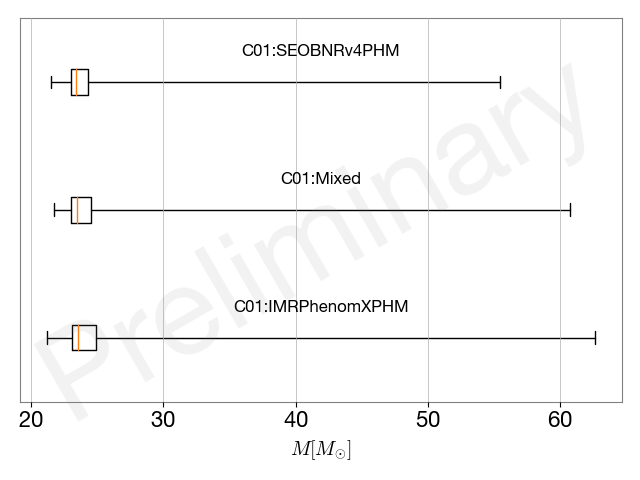 C01:SEOBNRv4PHM
C01:Mixed
C01:IMRPhenomXPHM
Preliminary
20 30 40 50 60
M[M⊙]